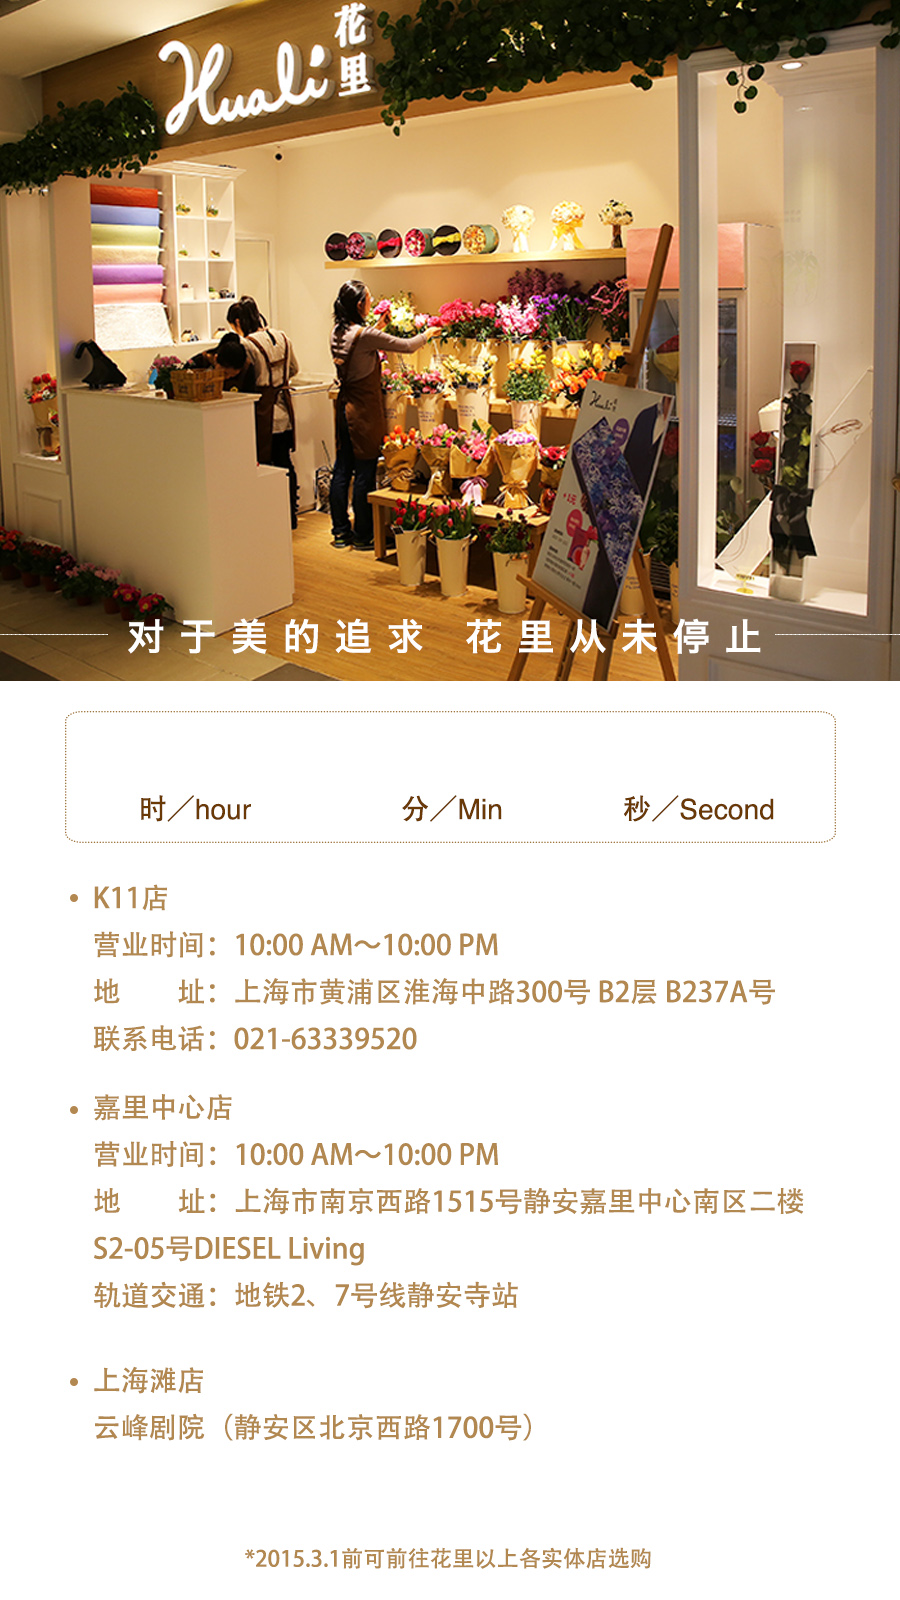 Huali 花里
Huali
对于美的追求 花里从未停止
时／hour 分／Min 秒／Second
• K11店
营业时间：10:00 AM～10:00 PM
地　　址：上海市黄浦区淮海中路300号 B2层 B237A号
联系电话：021-63339520
• 嘉里中心店
营业时间：10:00 AM～10:00 PM
地　　址：上海市南京西路1515号静安嘉里中心南区二楼
S2-05号DIESEL Living
轨道交通：地铁2、7号线静安寺站
• 上海滩店
云峰剧院（静安区北京西路1700号）
*2015.3.1前可前往花里以上各实体店选购